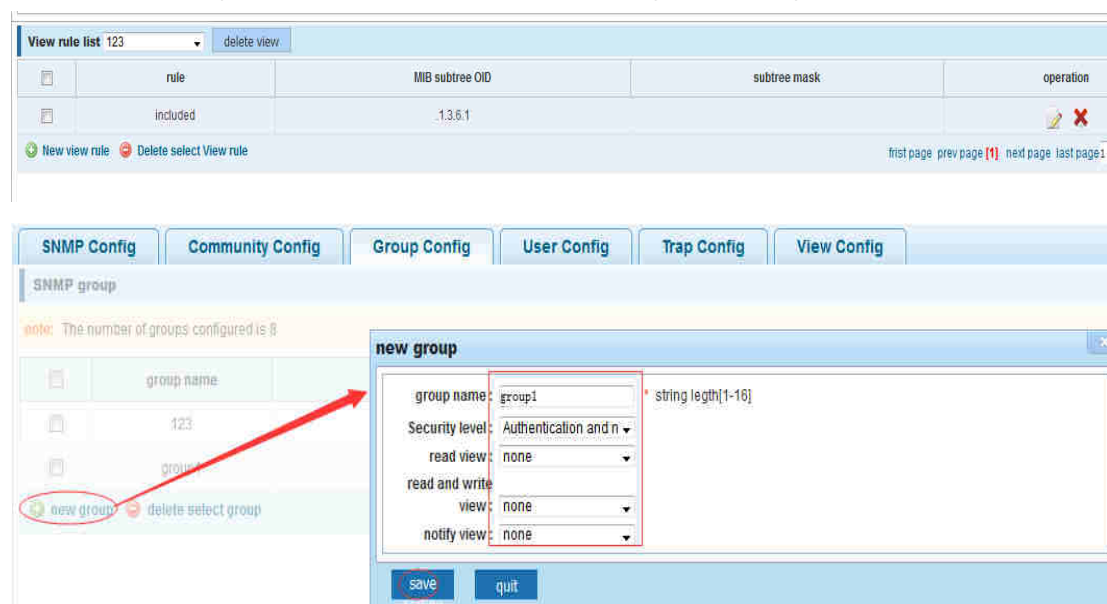 View rule list 123 delete view
rule MIB subtree OID subtree mask operation
included .1.3.6.1
New view rule Delete select View rule frist page prev page [1] next page last page 1
SNMP Config Community Config Group Config User Config Trap Config View Config
SNMP group
note: The number of groups configured is 8
new group
group name
group name: group1 * string legth[1-16]
Security level: Authentication and n
123
read view: none
read and write
view: none
new group delete select group
notify view: none
save quit